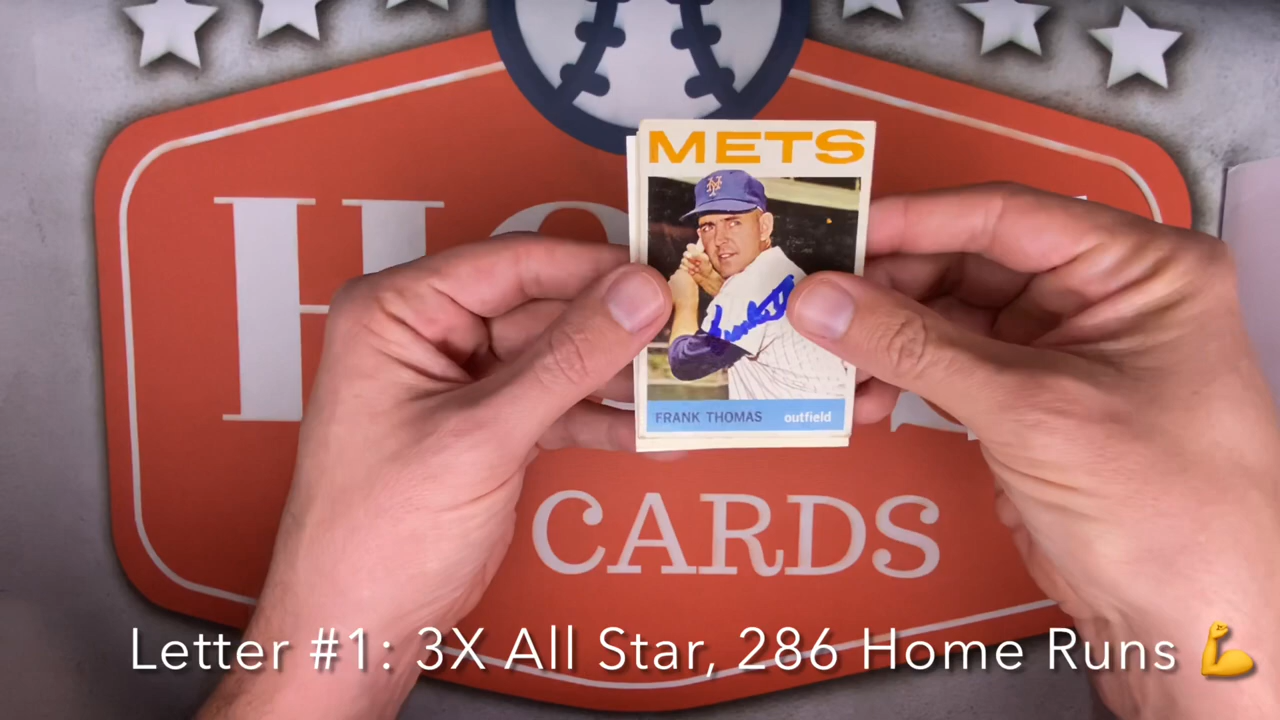 METS
FRANK THOMAS outfield
CARDS
Letter #1: 3X All Star, 286 Home Runs 💪